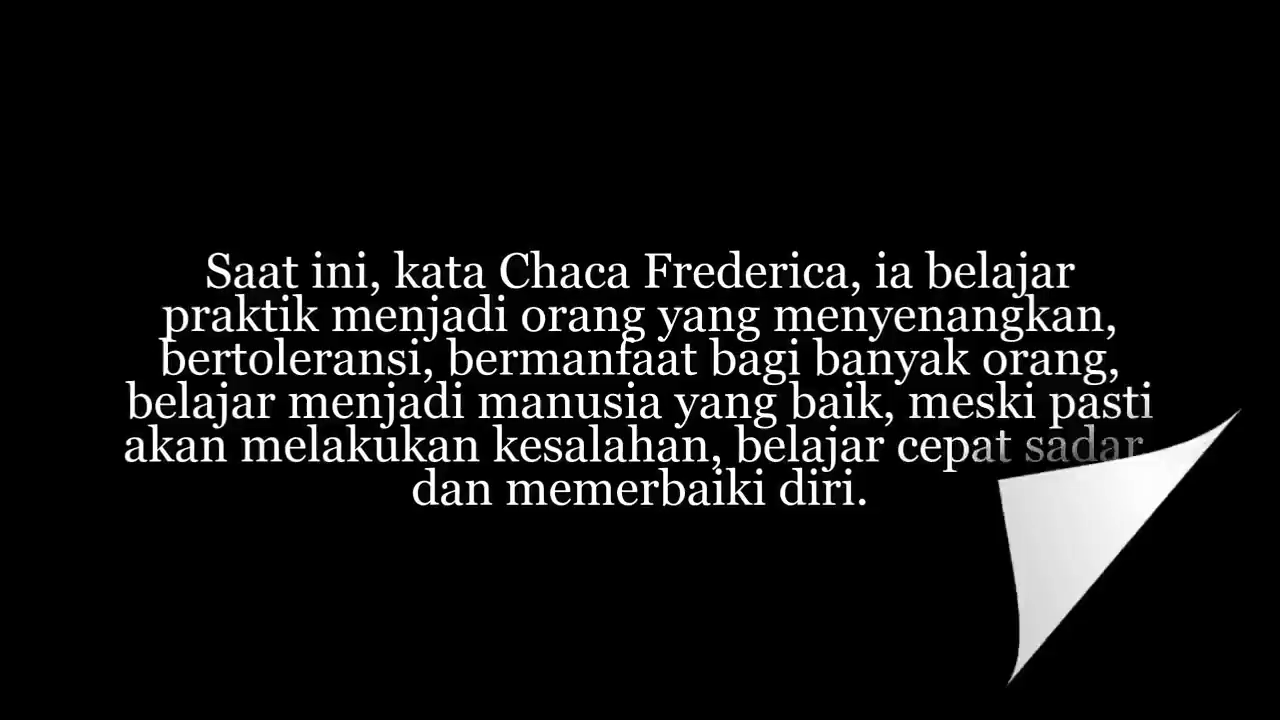 Saat ini, kata Chaca Frederica, ia belajar
praktik menjadi orang yang menyenangkan,
bertoleransi, bermanfaat bagi banyak orang,
belajar menjadi manusia yang baik, meski pasti
akan melakukan kesalahan, belajar cepat sadar
dan memerbaiki diri.